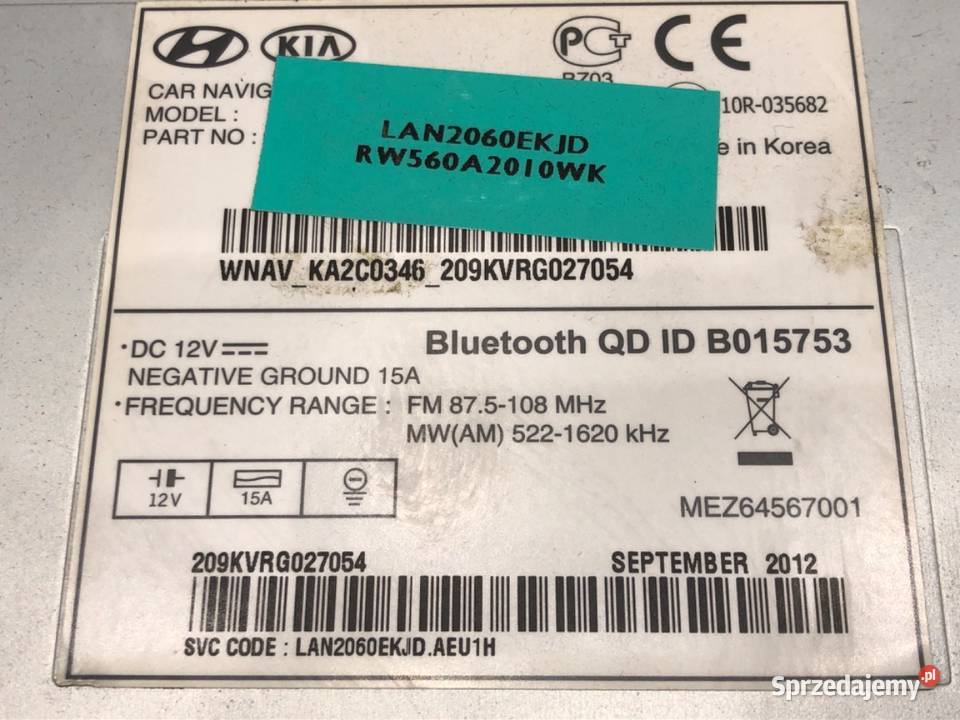 KIA
PCT
CE
CAR NAVIG
MODEL :
10R-035682
PART NO :
LAN2060EKJD
RW560A2010WK
in Korea
WNAV_KA2C0346_209KVRG027054
•DC 12V
Bluetooth QD ID B015753
NEGATIVE GROUND 15A
•FREQUENCY RANGE : FM 87.5-108 MHz
MW(AM) 522-1620 kHz
12V
15A
MEZ64567001
209KVRG027054
SEPTEMBER 2012
SVC CODE : LAN2060EKJD.AEU1H
Sprzedajemy.pl